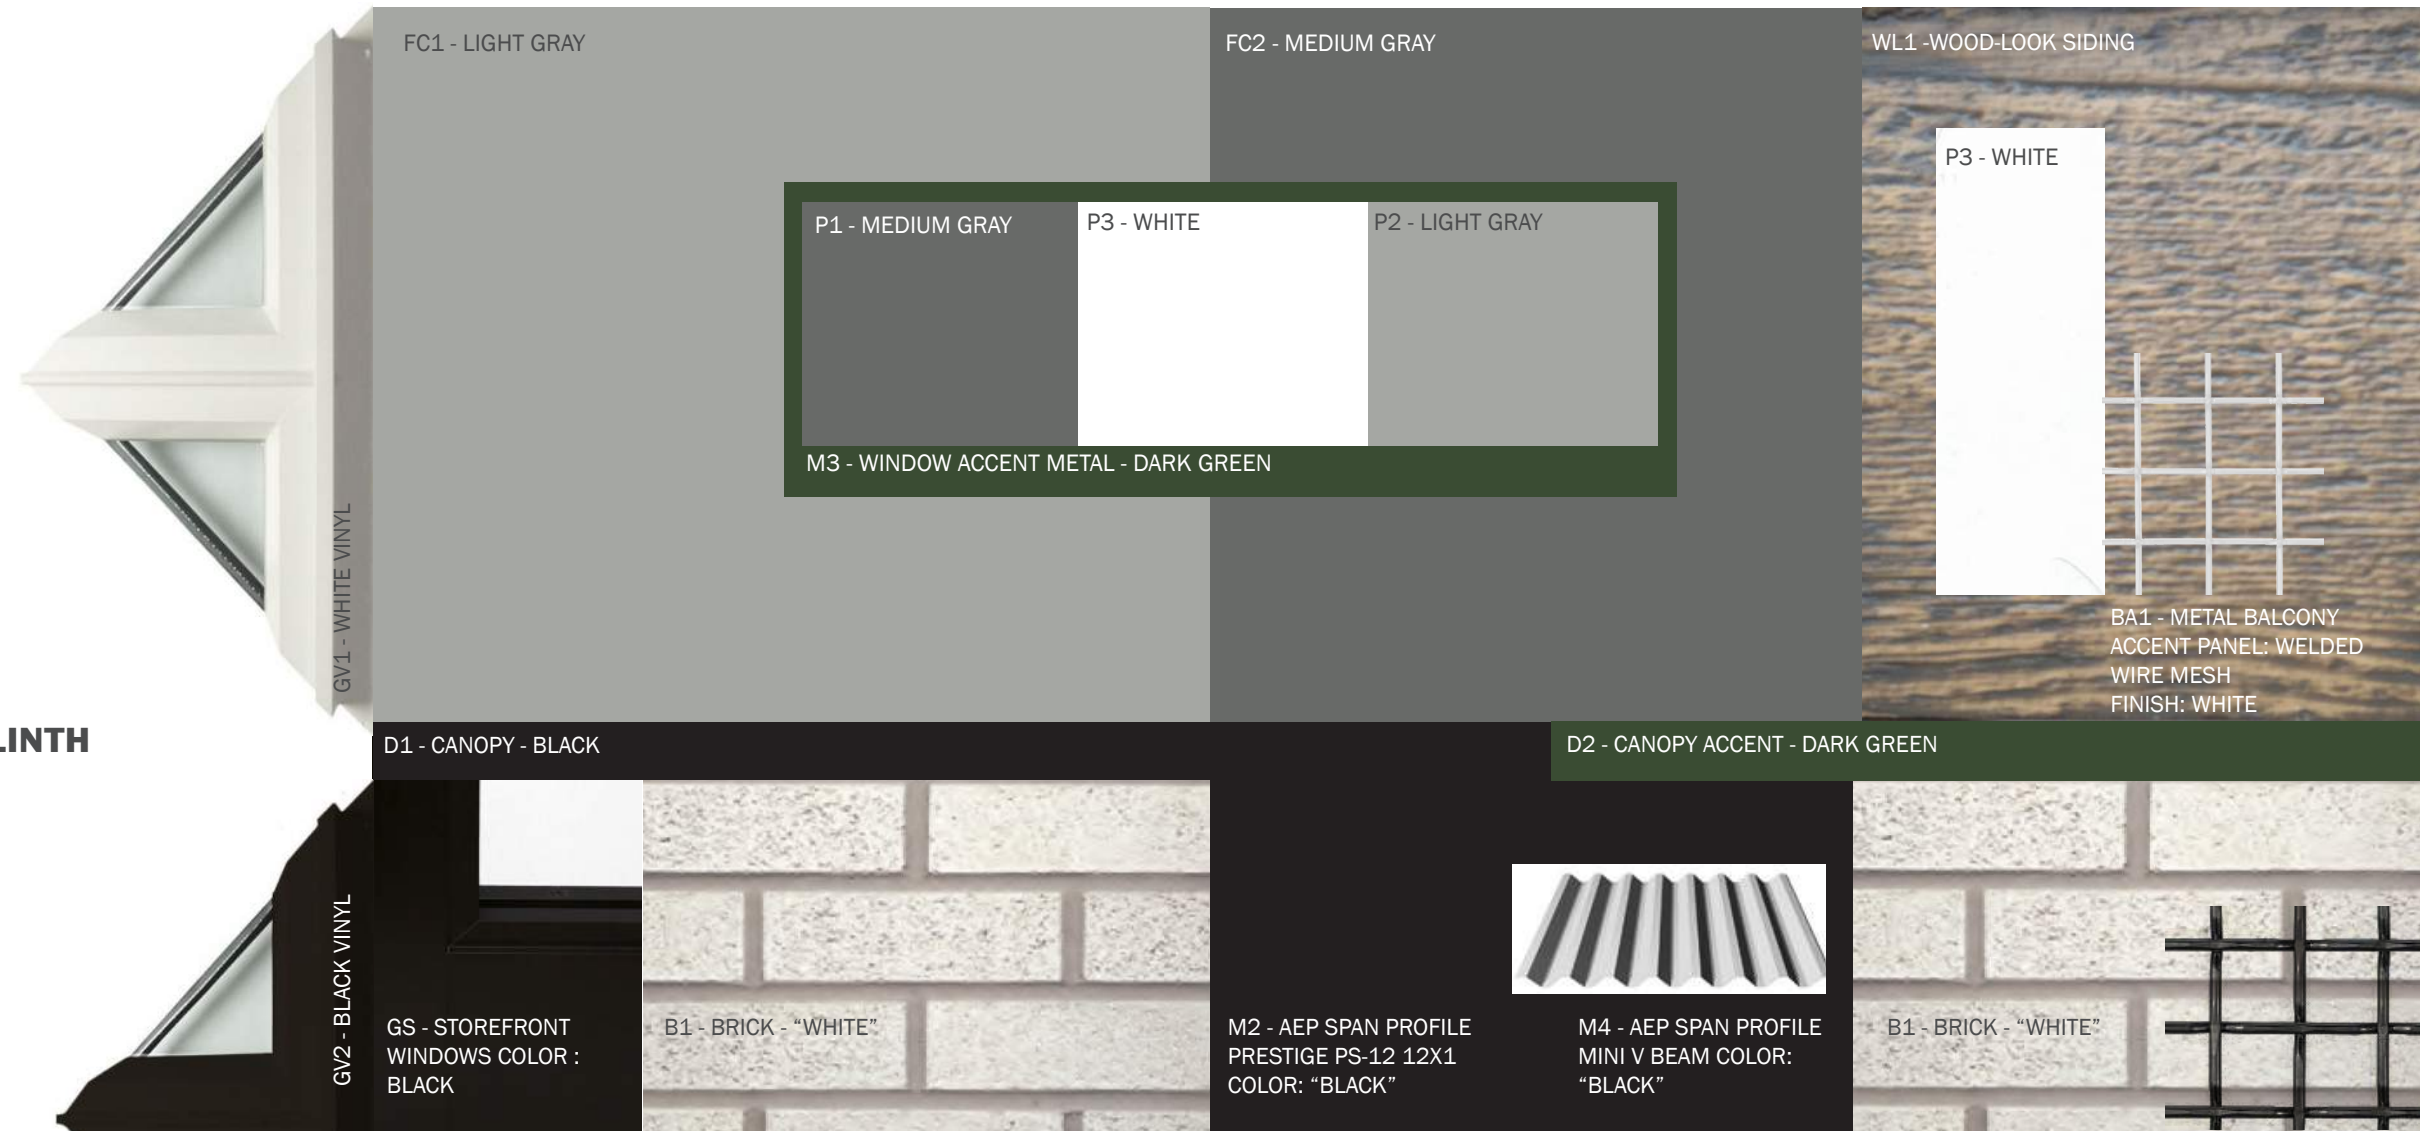 FC1 - LIGHT GRAY
FC2 - MEDIUM GRAY
WL1 -WOOD-LOOK SIDING
P3 - WHITE
P1 - MEDIUM GRAY
P3 - WHITE
P2 - LIGHT GRAY
M3 - WINDOW ACCENT METAL - DARK GREEN
GV1 - WHITE VINYL
BA1 - METAL BALCONY
ACCENT PANEL: WELDED
WIRE MESH
FINISH: WHITE
D1 - CANOPY - BLACK
D2 - CANOPY ACCENT - DARK GREEN
GV2 - BLACK VINYL
GS - STOREFRONT
WINDOWS COLOR :
BLACK
B1 - BRICK - “WHITE”
M2 - AEP SPAN PROFILE
PRESTIGE PS-12 12X1
COLOR: “BLACK”
M4 - AEP SPAN PROFILE
MINI V BEAM COLOR:
“BLACK”
B1 - BRICK - “WHITE”